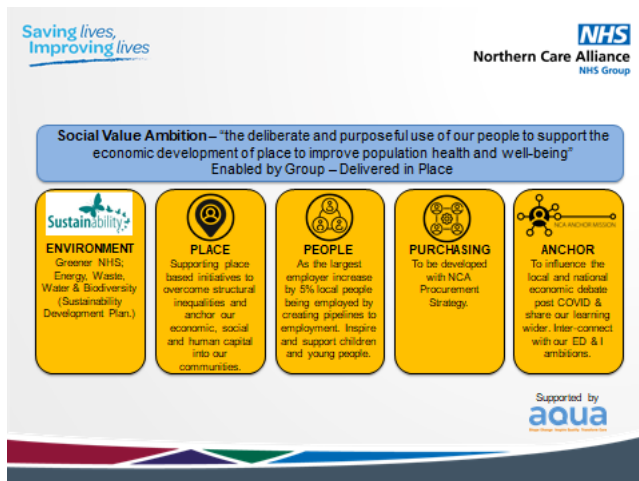 Saving lives,
Improving lives
NHS
Northern Care Alliance
NHS Group
Social Value Ambition– “the deliberate and purposeful use of our people to support the
economic development of place to improve population health and well-being”
Enabled by Group – Delivered in Place
Sustainability
ENVIRONMENT
Greener NHS;
Energy, Waste,
Water & Biodiversity
(Sustainability
Development Plan.)
PLACE
Supporting place
based initiatives to
overcome structural
inequalities and
anchor our
economic, social
and human capital
into our
communities.
PEOPLE
As the largest
employer increase
by 5% local people
being employed by
creating pipelines to
employment. Inspire
and support children
and young people.
PURCHASING
To be developed
with NCA
Procurement
Strategy.
NCA ANCHOR MISSION
ANCHOR
To influence the
local and national
economic debate
post COVID &
share our learning
wider. Inter-connect
with our ED & I
ambitions.
Supported by
aqua